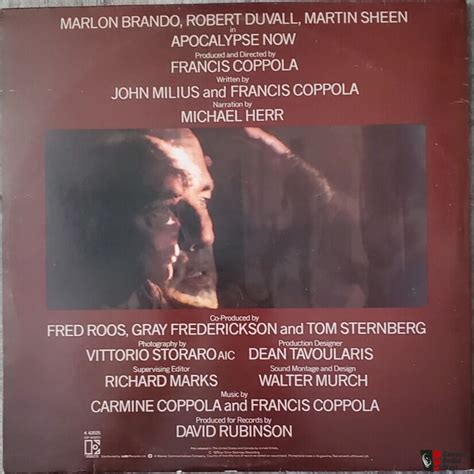 MARLON BRANDO, ROBERT DUVALL, MARTIN SHEEN
in
APOCALYPSE NOW
Produced and Directed by
FRANCIS COPPOLA
Written by
JOHN MILIUS and FRANCIS COPPOLA
Narration by
MICHAEL HERR
Co-Produced by
FRED ROOS, GRAY FREDERICKSON and TOM STERNBERG
Photography by
VITTORIO STORARO AIC
Production Designer
DEAN TAVOULARIS
Supervising Editor
RICHARD MARKS
Sound Montage and Design
WALTER MURCH
Music by
CARMINE COPPOLA and FRANCIS COPPOLA
Produced for Records by
DAVID RUBINSON